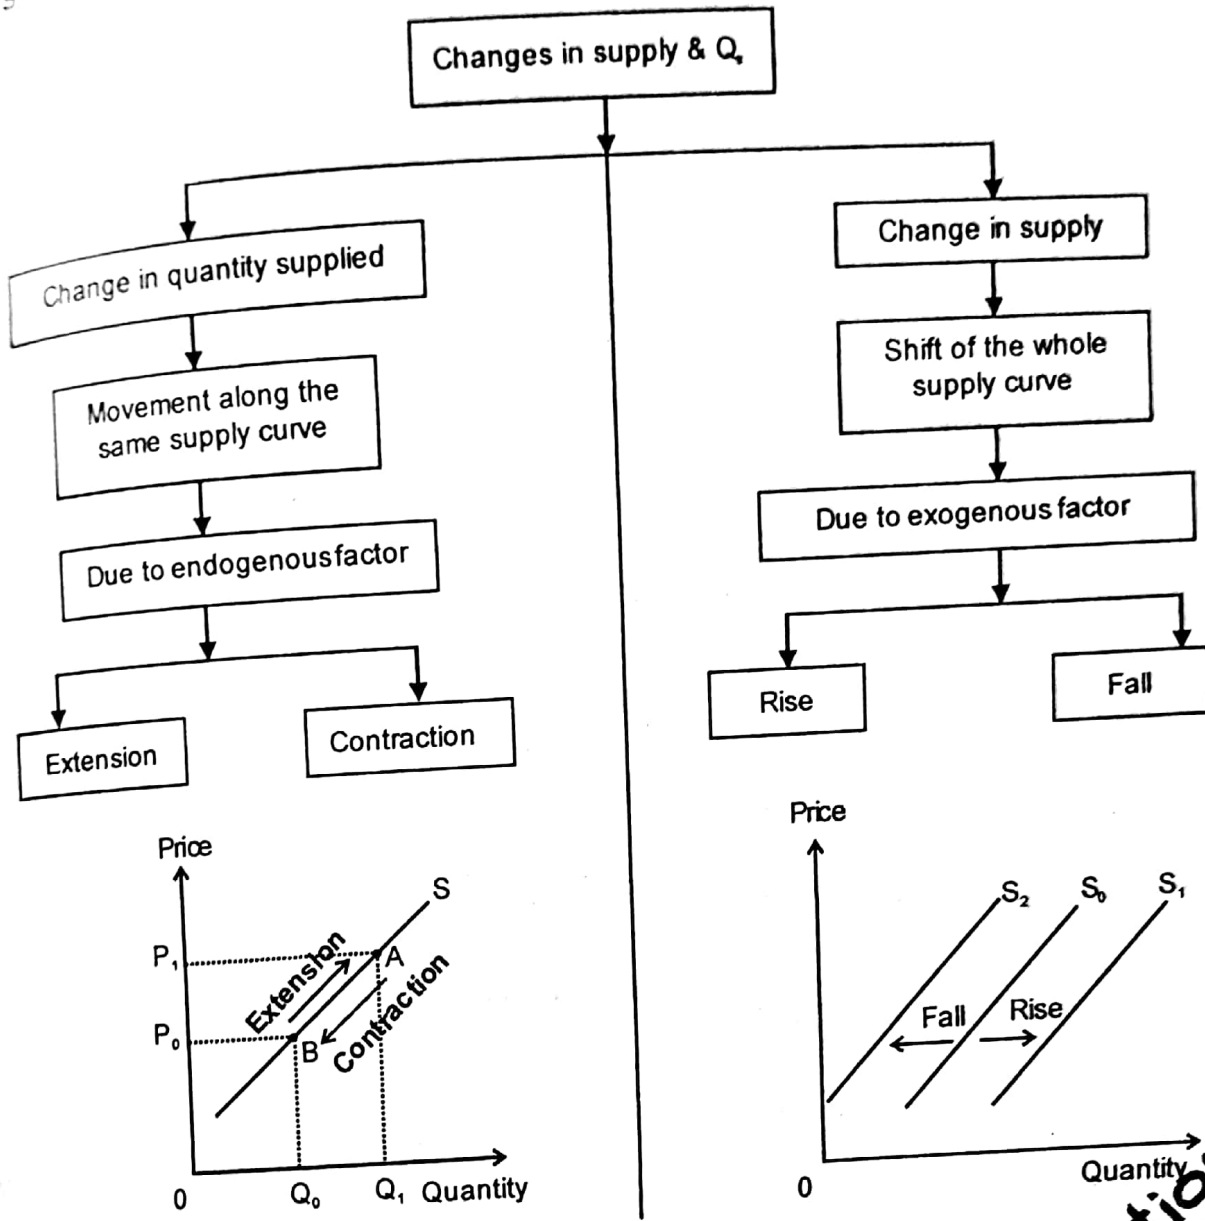 Changes in supply & Qₛ
Change in quantity supplied
Movement along the
same supply curve
Due to endogenous factor
Extension
Contraction
Price
S
P₁
A
Extension
Contraction
P₀
B
0
Q₀
Q₁
Quantity
Change in supply
Shift of the whole
supply curve
Due to exogenous factor
Rise
Fall
Price
S₂
S₀
S₁
Fall
Rise
0
Quantity